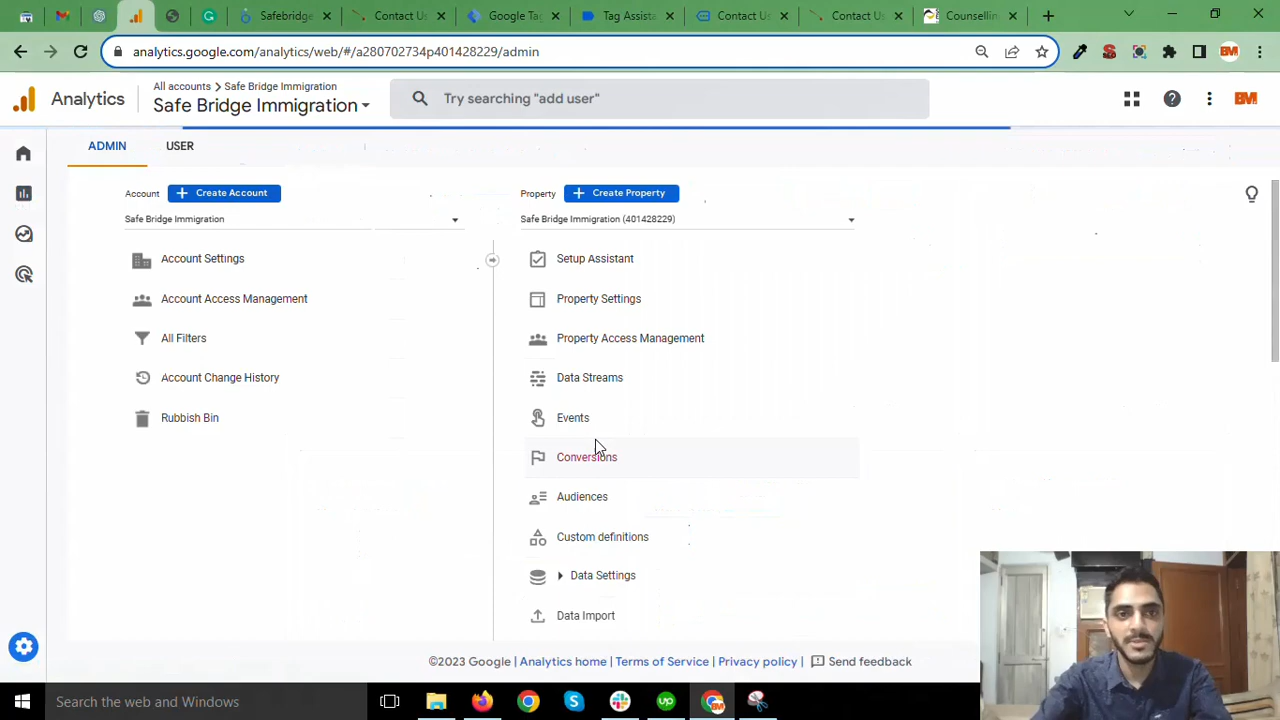 Safebridge
Contact Us
Google Tag
Tag Assista
Contact Us
Contact Us
Counselling
analytics.google.com/analytics/web/#/a280702734p401428229/admin
Analytics
All accounts > Safe Bridge Immigration
Safe Bridge Immigration
Try searching "add user"
BM
ADMIN USER
Account + Create Account
Property + Create Property
Safe Bridge Immigration
Safe Bridge Immigration (401428229)
Account Settings
Setup Assistant
Account Access Management
Property Settings
All Filters
Property Access Management
Account Change History
Data Streams
Rubbish Bin
Events
Conversions
Audiences
Custom definitions
Data Settings
Data Import
©2023 Google | Analytics home | Terms of Service | Privacy policy | Send feedback
Search the web and Windows